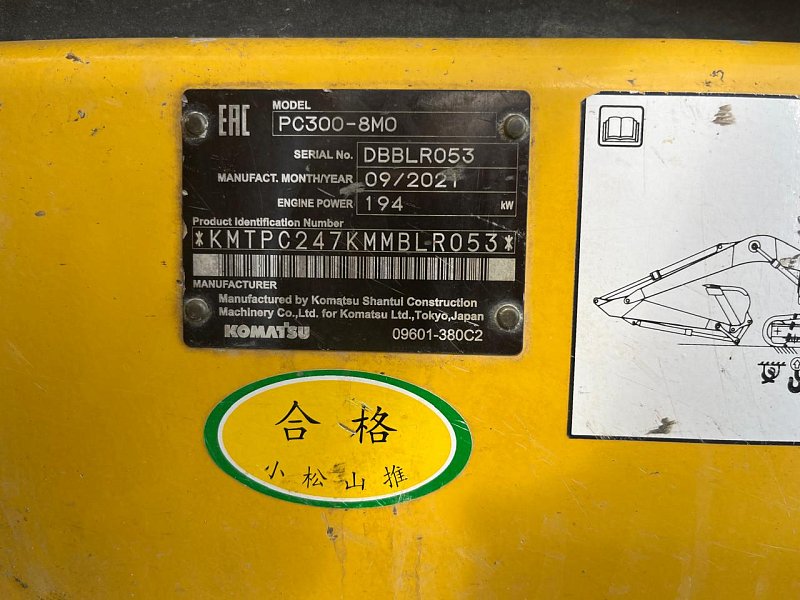 EAC
MODEL
PC300-8M0
SERIAL No. DBBLR053
MANUFACT. MONTH/YEAR 09/2021
ENGINE POWER 194 kW
Product Identification Number
*KMTPC247KMMBLR053*
MANUFACTURER
Manufactured by Komatsu Shantui Construction
Machinery Co.,Ltd. for Komatsu Ltd.,Tokyo,Japan
KOMATSU 09601-380C2
合格
小松山推